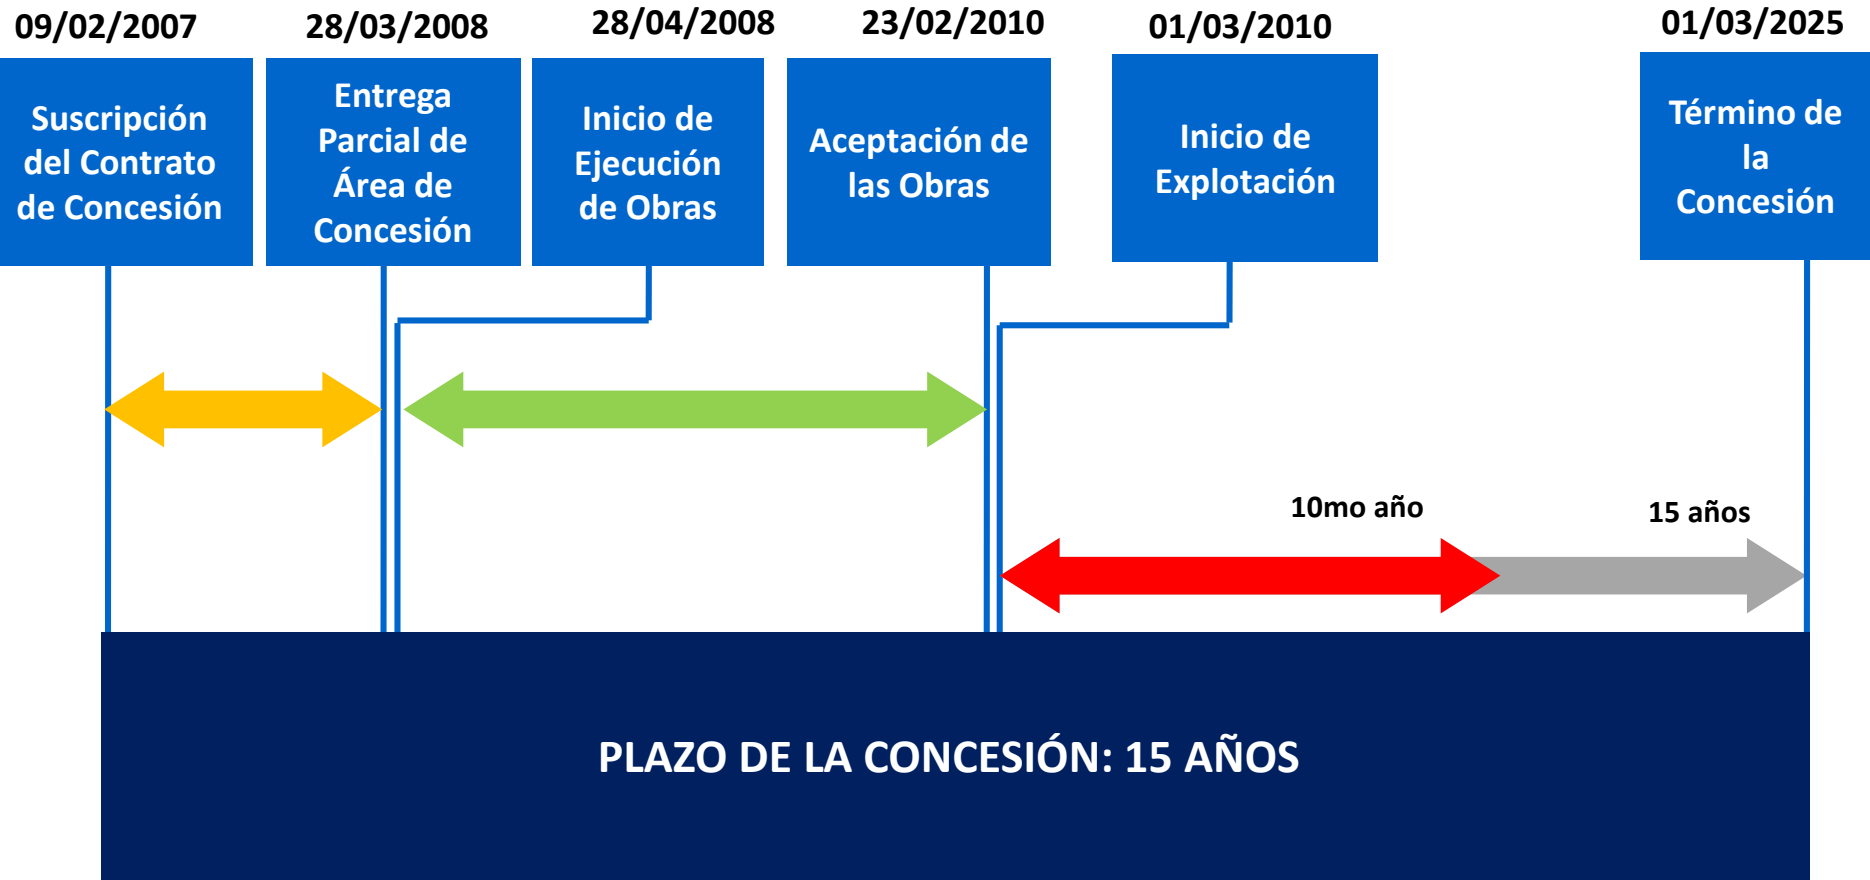 09/02/2007
28/03/2008
28/04/2008
23/02/2010
01/03/2010
01/03/2025
Suscripción
del Contrato
de Concesión
Entrega
Parcial de
Área de
Concesión
Inicio de
Ejecución
de Obras
Aceptación de
las Obras
Inicio de
Explotación
Término de
la
Concesión
10mo año
15 años
PLAZO DE LA CONCESIÓN: 15 AÑOS